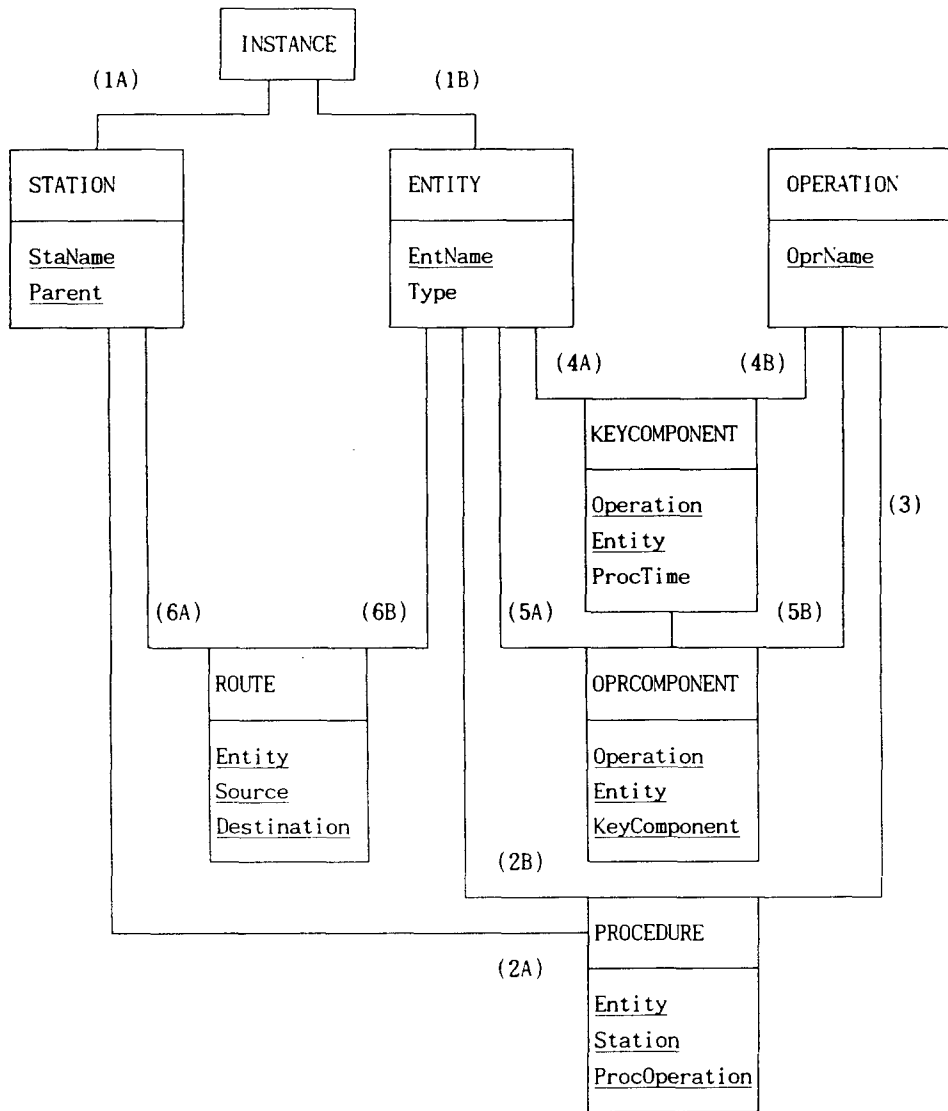 INSTANCE
(1A)
(1B)
STATION
StaName
Parent
ENTITY
EntName
Type
OPERATION
OprName
(4A)
(4B)
KEYCOMPONENT
Operation
Entity
ProcTime
(3)
(6A)
(6B)
(5A)
(5B)
ROUTE
Entity
Source
Destination
OPRCOMPONENT
Operation
Entity
KeyComponent
(2B)
(2A)
PROCEDURE
Entity
Station
ProcOperation